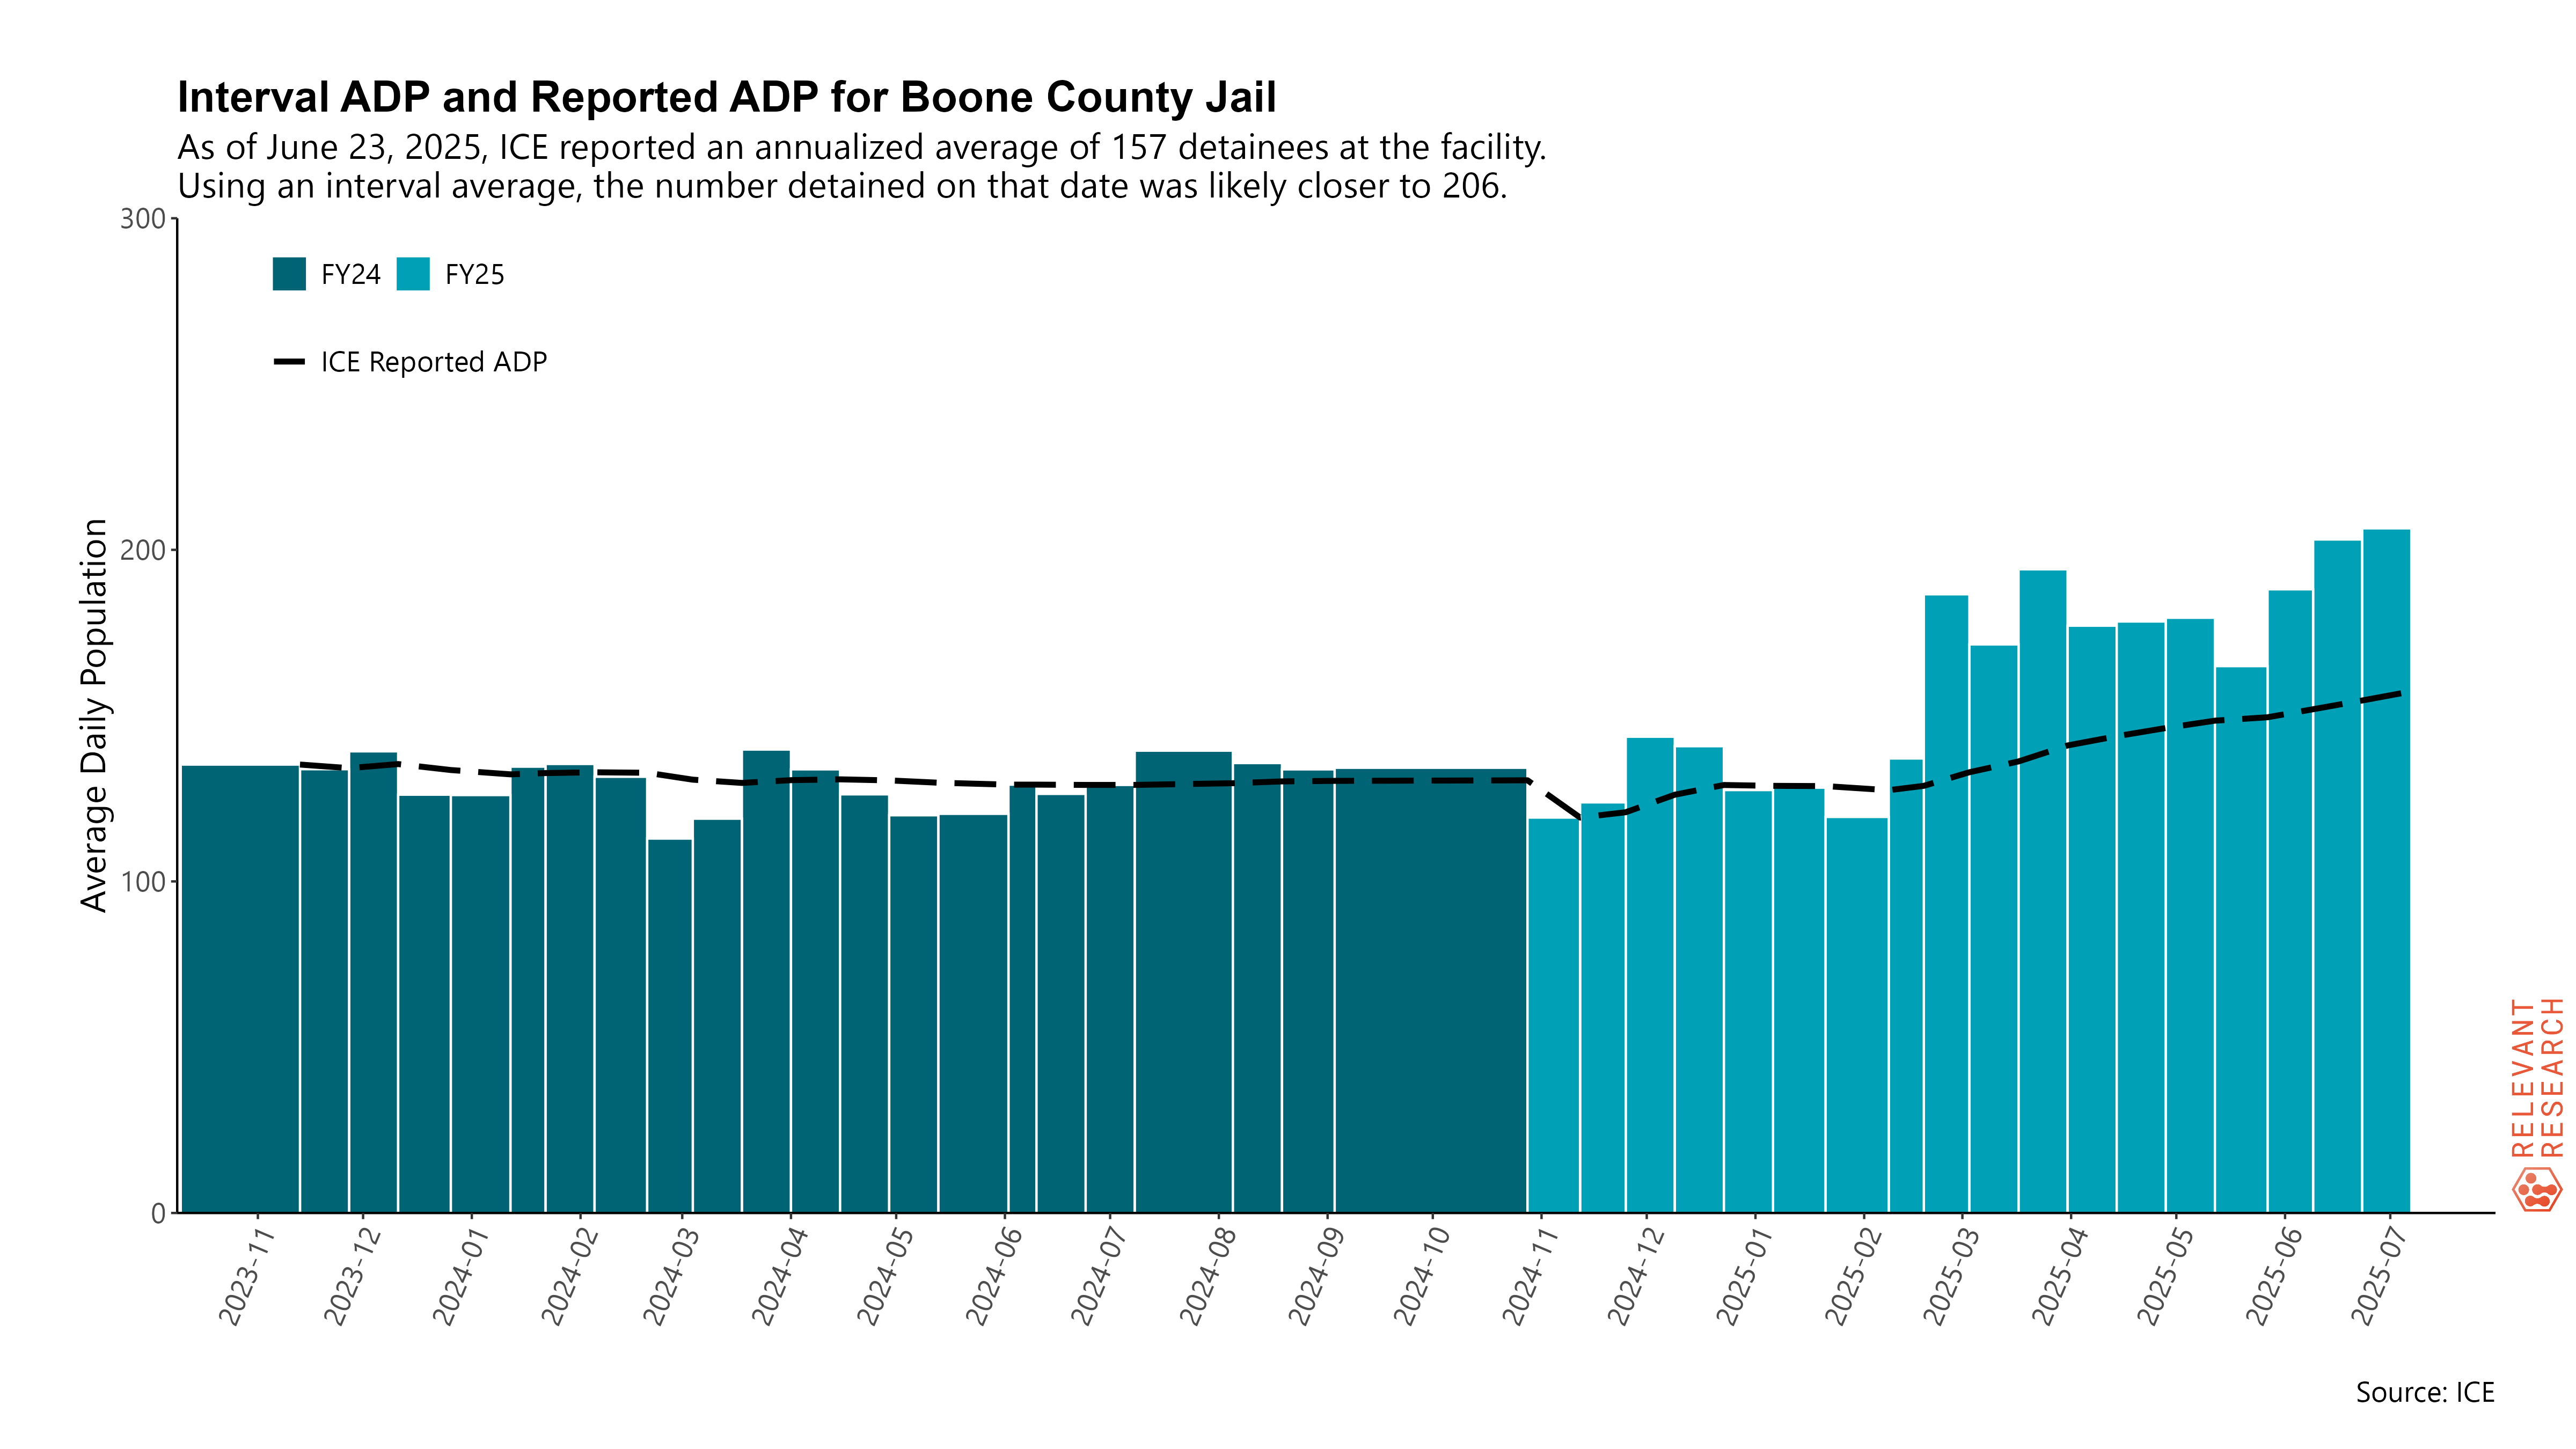 Interval ADP and Reported ADP for Boone County Jail
As of June 23, 2025, ICE reported an annualized average of 157 detainees at the facility.
Using an interval average, the number detained on that date was likely closer to 206.
300
FY24
FY25
ICE Reported ADP
Average Daily Population
200
100
0
2023-11
2023-12
2024-01
2024-02
2024-03
2024-04
2024-05
2024-06
2024-07
2024-08
2024-09
2024-10
2024-11
2024-12
2025-01
2025-02
2025-03
2025-04
2025-05
2025-06
2025-07
RELEVANT
RESEARCH
Source: ICE